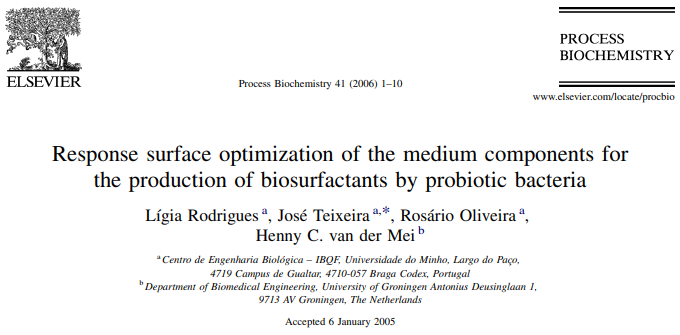 ELSEVIER
Process Biochemistry 41 (2006) 1–10
PROCESS
BIOCHEMISTRY
www.elsevier.com/locate/procbio
Response surface optimization of the medium components for
the production of biosurfactants by probiotic bacteria
Lígia Rodrigues a, José Teixeira a,*, Rosário Oliveira a,
Henny C. van der Mei b
a Centro de Engenharia Biológica – IBQF, Universidade do Minho, Largo do Paço,
4719 Campus de Gualtar, 4710-057 Braga Codex, Portugal
b Department of Biomedical Engineering, University of Groningen Antonius Deusinglaan 1,
9713 AV Groningen, The Netherlands
Accepted 6 January 2005